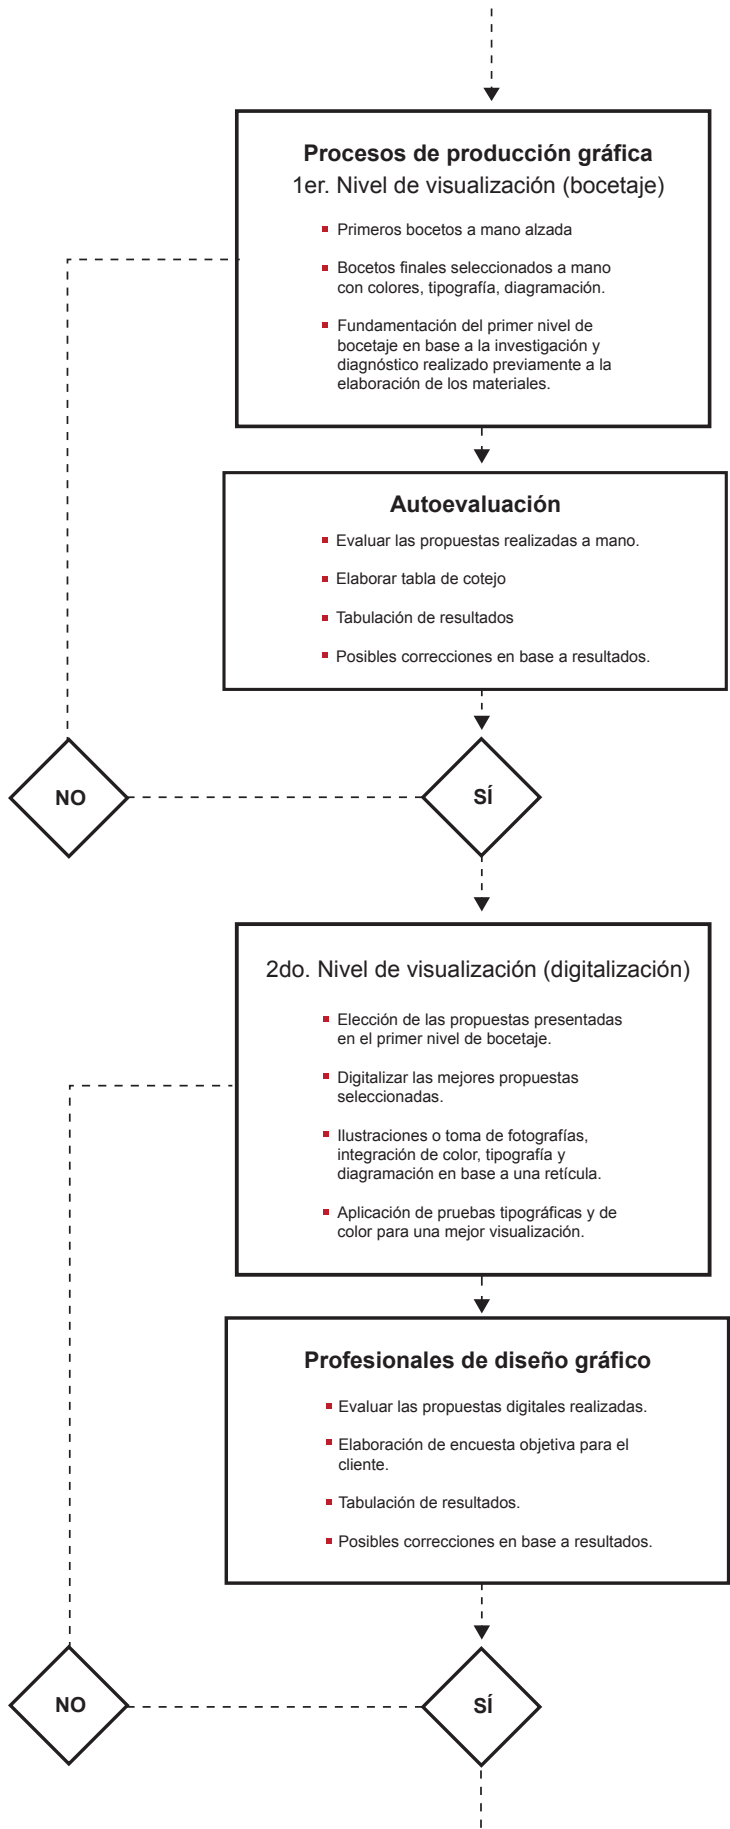 Procesos de producción gráfica
1er. Nivel de visualización (bocetaje)
Primeros bocetos a mano alzada
Bocetos finales seleccionados a mano
con colores, tipografía, diagramación.
Fundamentación del primer nivel de
bocetaje en base a la investigación y
diagnóstico realizado previamente a la
elaboración de los materiales.
Autoevaluación
Evaluar las propuestas realizadas a mano.
Elaborar tabla de cotejo
Tabulación de resultados
Posibles correcciones en base a resultados.
NO
SÍ
2do. Nivel de visualización (digitalización)
Elección de las propuestas presentadas
en el primer nivel de bocetaje.
Digitalizar las mejores propuestas
seleccionadas.
Ilustraciones o toma de fotografías,
integración de color, tipografía y
diagramación en base a una retícula.
Aplicación de pruebas tipográficas y de
color para una mejor visualización.
Profesionales de diseño gráfico
Evaluar las propuestas digitales realizadas.
Elaboración de encuesta objetiva para el
cliente.
Tabulación de resultados.
Posibles correcciones en base a resultados.
NO
SÍ